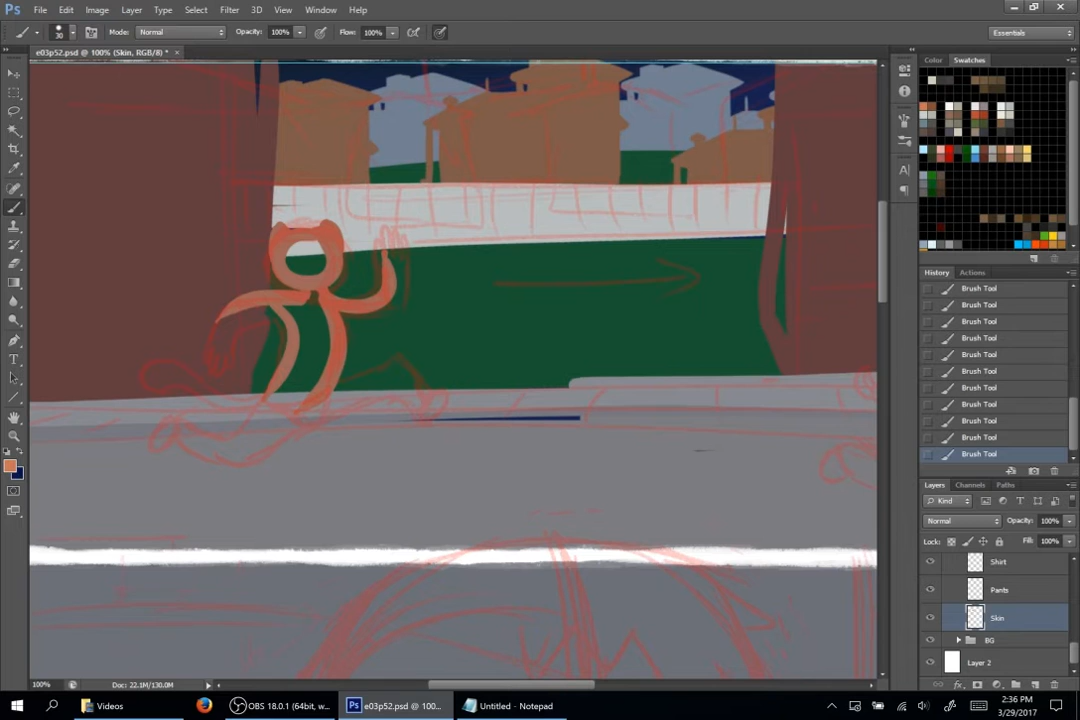 Ps File Edit Image Layer Type Select Filter 3D View Window Help
30 Mode: Normal Opacity: 100% Flow: 100% Essentials
e03p52.psd @ 100% (Skin, RGB/8) * ×
Color Swatches
History Actions
Brush Tool
Brush Tool
Brush Tool
Brush Tool
Brush Tool
Brush Tool
Brush Tool
Brush Tool
Brush Tool
Brush Tool
Brush Tool
Layers Channels Paths
Kind
Normal Opacity: 100%
Lock: Fill: 100%
Shirt
Pants
Skin
BG
Layer 2
100% Doc: 22.1M/130.0M
Videos OBS 18.0.1 (64bit, w... e03p52.psd @ 100... Untitled - Notepad 2:36 PM
3/29/2017